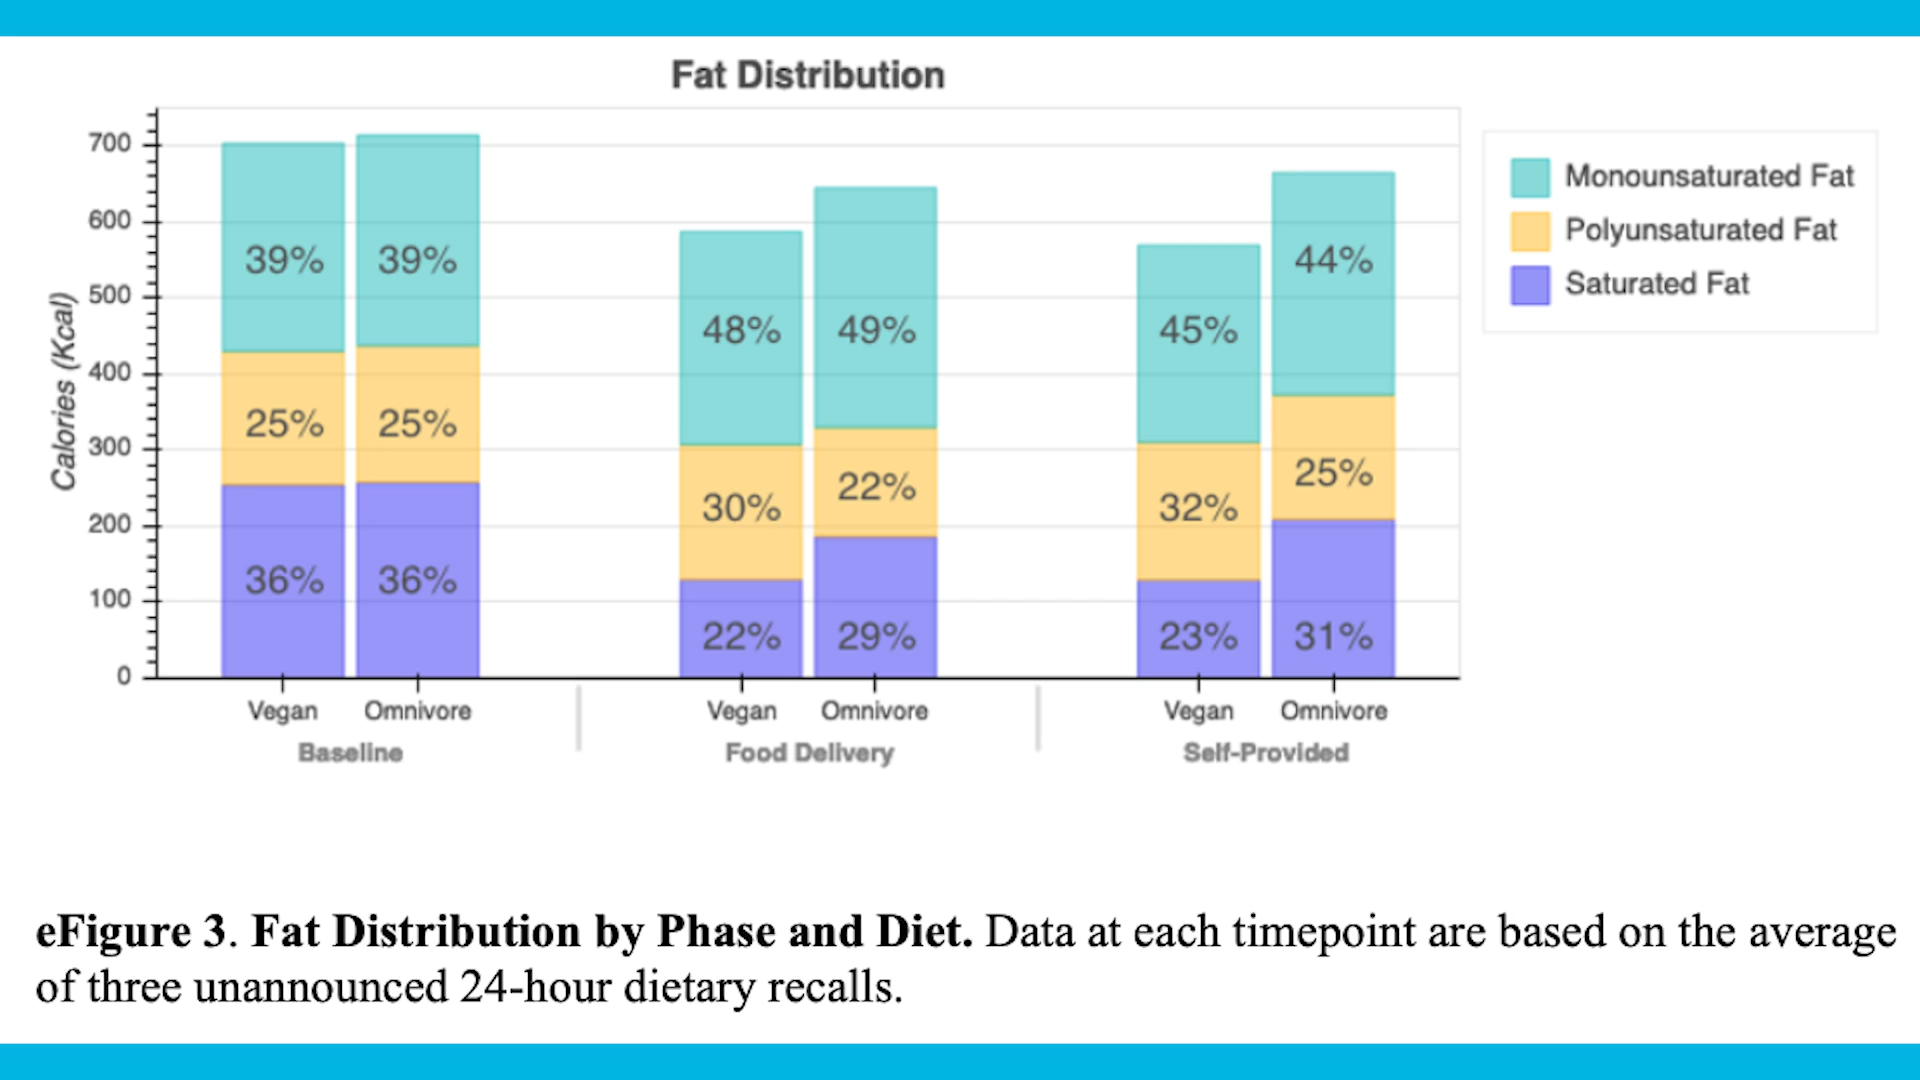 Fat Distribution
Calories (Kcal)
700
600
500
400
300
200
100
0
39%
39%
25%
25%
36%
36%
48%
49%
30%
22%
22%
29%
45%
44%
32%
25%
23%
31%
Vegan Omnivore Vegan Omnivore Vegan Omnivore
Baseline Food Delivery Self-Provided
Monounsaturated Fat
Polyunsaturated Fat
Saturated Fat
eFigure 3. Fat Distribution by Phase and Diet. Data at each timepoint are based on the average
of three unannounced 24-hour dietary recalls.